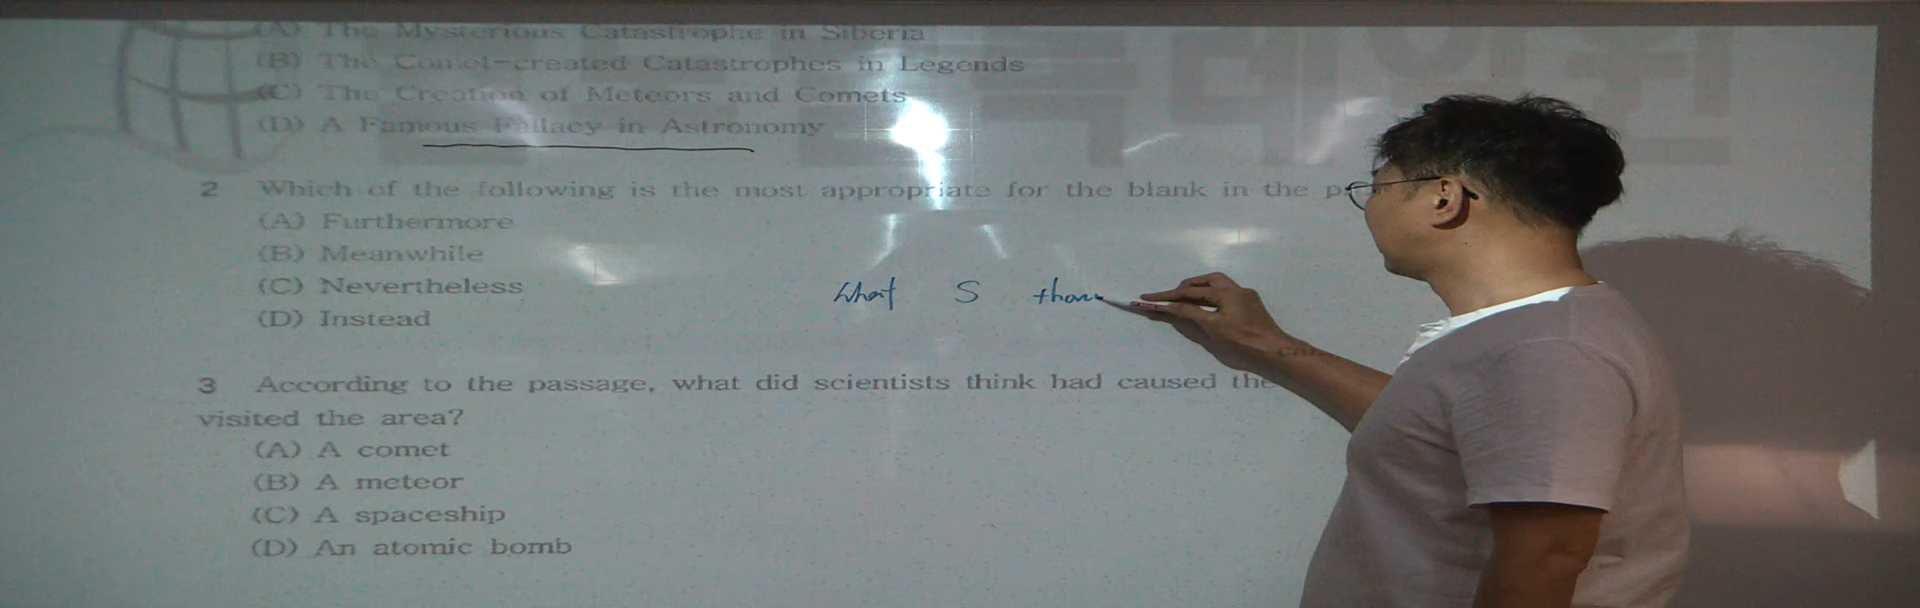 (A) The Mysterious Catastrophe in Siberia
(B) The Comet-created Catastrophes in Legends
(C) The Creation of Meteors and Comets
(D) A Famous Fallacy in Astronomy
2 Which of the following is the most appropriate for the blank in the
(A) Furthermore
(B) Meanwhile
(C) Nevertheless
(D) Instead
what S
3 According to the passage, what did scientists think had caused the
visited the area?
(A) A comet
(B) A meteor
(C) A spaceship
(D) An atomic bomb